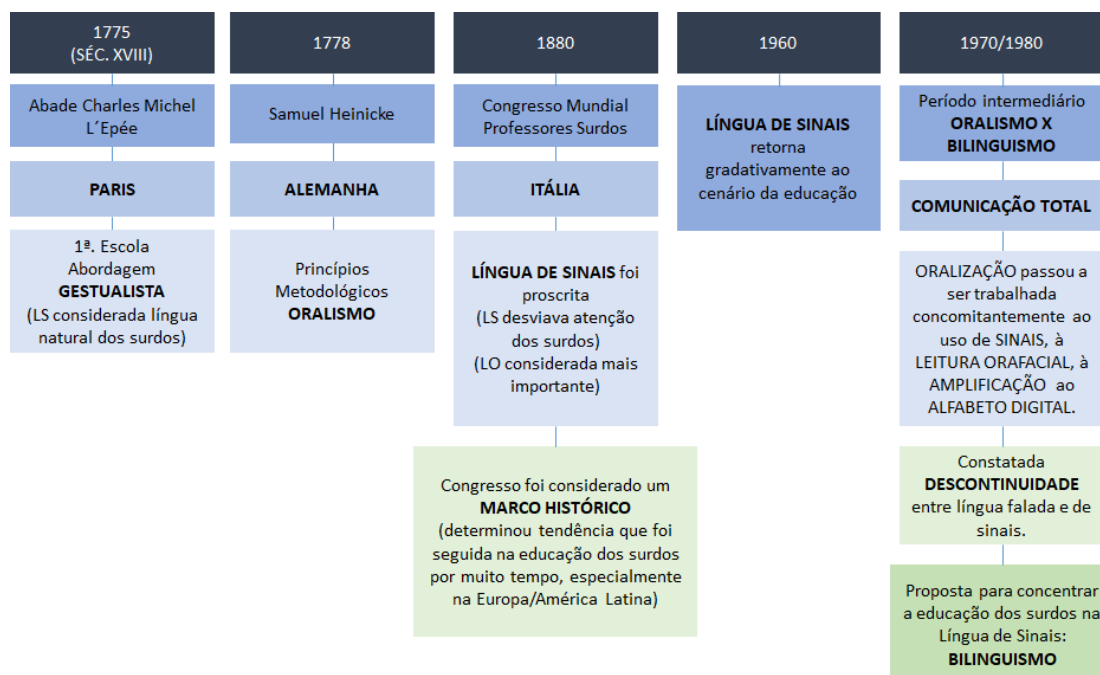 1775
(SÉC. XVIII)
Abade Charles Michel
L´Epée
PARIS
1ª. Escola
Abordagem
GESTUALISTA
(LS considerada língua
natural dos surdos)
1778
Samuel Heinicke
ALEMANHA
Princípios
Metodológicos
ORALISMO
1880
Congresso Mundial
Professores Surdos
ITÁLIA
LÍNGUA DE SINAIS foi
proscrita
(LS desviava atenção
dos surdos)
(LO considerada mais
importante)
Congresso foi considerado um
MARCO HISTÓRICO
(determinou tendência que foi
seguida na educação dos surdos
por muito tempo, especialmente
na Europa/América Latina)
1960
LÍNGUA DE SINAIS
retorna
gradativamente ao
cenário da educação
1970/1980
Período intermediário
ORALISMO X
BILINGUISMO
COMUNICAÇÃO TOTAL
ORALIZAÇÃO passou a
ser trabalhada
concomitantemente ao
uso de SINAIS, à
LEITURA ORAFACIAL, à
AMPLIFICAÇÃO ao
ALFABETO DIGITAL.
Constatada
DESCONTINUIDADE
entre língua falada e de
sinais.
Proposta para concentrar
a educação dos surdos na
Língua de Sinais:
BILINGUISMO